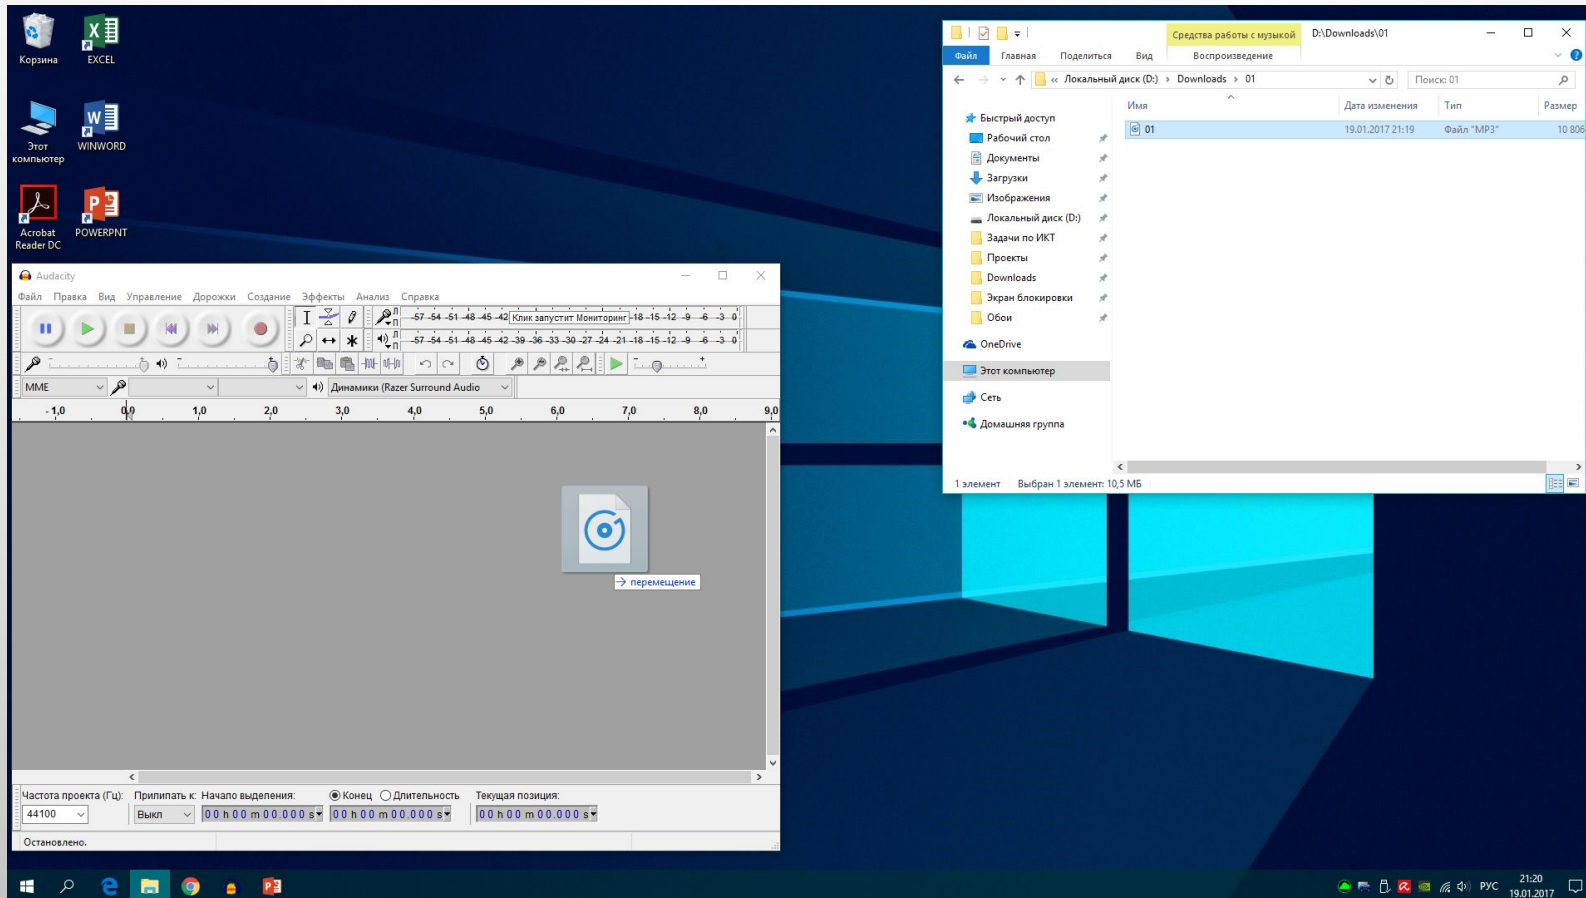 Корзина
EXCEL
Этот
компьютер
WINWORD
Acrobat
Reader DC
POWERPNT
Средства работы с музыкой
D:\Downloads\01
Файл Главная Поделиться Вид Воспроизведение
« Локальный диск (D:) > Downloads > 01
Поиск: 01
Имя Дата изменения Тип Размер
01 19.01.2017 21:19 Файл "MP3" 10 806
Быстрый доступ
Рабочий стол
Документы
Загрузки
Изображения
Локальный диск (D:)
Задачи по ИКТ
Проекты
Downloads
Экран блокировки
Обои
OneDrive
Этот компьютер
Сеть
Домашняя группа
1 элемент Выбран 1 элемент: 10,5 МБ
Audacity
Файл Правка Вид Управление Дорожки Создание Эффекты Анализ Справка
Л
П
-57 -54 -51 -48 -45 -42 Клик запустит Мониторинг -18 -15 -12 -9 -6 -3 0
Л
П
-57 -54 -51 -48 -45 -42 -39 -36 -33 -30 -27 -24 -21 -18 -15 -12 -9 -6 -3 0
MME Динамики (Razer Surround Audio
-1,0 0,0 1,0 2,0 3,0 4,0 5,0 6,0 7,0 8,0 9,0
→ перемещение
Частота проекта (Гц): Прилипать к: Начало выделения: Конец Длительность Текущая позиция:
44100 Выкл 00 h 00 m 00.000 s 00 h 00 m 00.000 s 00 h 00 m 00.000 s
Остановлено.
РУС
21:20
19.01.2017